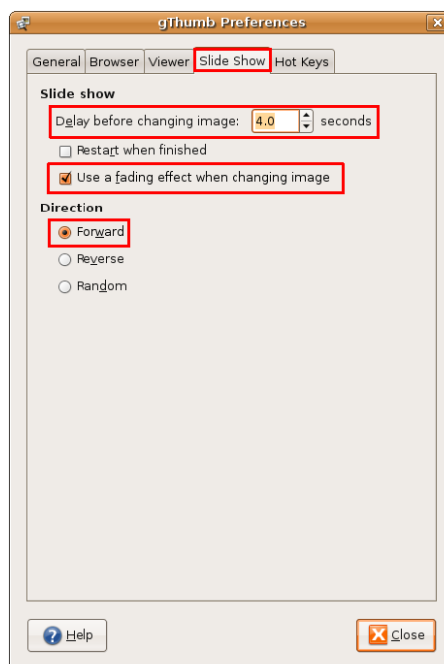 gThumb Preferences
General Browser Viewer Slide Show Hot Keys
Slide show
Delay before changing image: 4.0 seconds
Restart when finished
Use a fading effect when changing image
Direction
Forward
Reverse
Random
Help Close